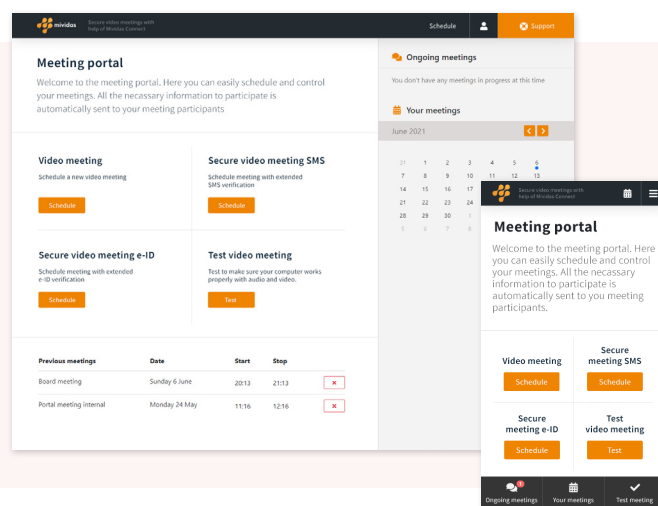 mividas
Secure video meetings with
help of Mividas Connect
Schedule
Support
Meeting portal
Welcome to the meeting portal. Here you can easily schedule and control
your meetings. All the necassary information to participate is
automatically sent to your meeting participants
Video meeting
Schedule a new video meeting
Schedule
Secure video meeting SMS
Schedule meeting with extended
SMS verification
Schedule
Secure video meeting e-ID
Schedule meeting with extended
e-ID verification
Schedule
Test video meeting
Test to make sure your computer works
properly with audio and video.
Test
Previous meetings Date Start Stop
Board meeting Sunday 6 June 20:13 21:13
Portal meeting internal Monday 24 May 11:16 12:16
Ongoing meetings
You don't have any meetings in progress at this time
Your meetings
June 2021
31 1 2 3 4 5 6
7 8 9 10 11 12 13
14 15 16 17
21 22 23 24
28 29 30 1
5 6 7 8
Secure video meetings with
help of Mividas Connect
Meeting portal
Welcome to the meeting portal. Here
you can easily schedule and control
your meetings. All the necassary
information to participate is
automatically sent to you meeting
participants.
Video meeting
Schedule
Secure
meeting SMS
Schedule
Secure
meeting e-ID
Schedule
Test
video meeting
Test
1
Ongoing meetings
Your meetings
Test meeting